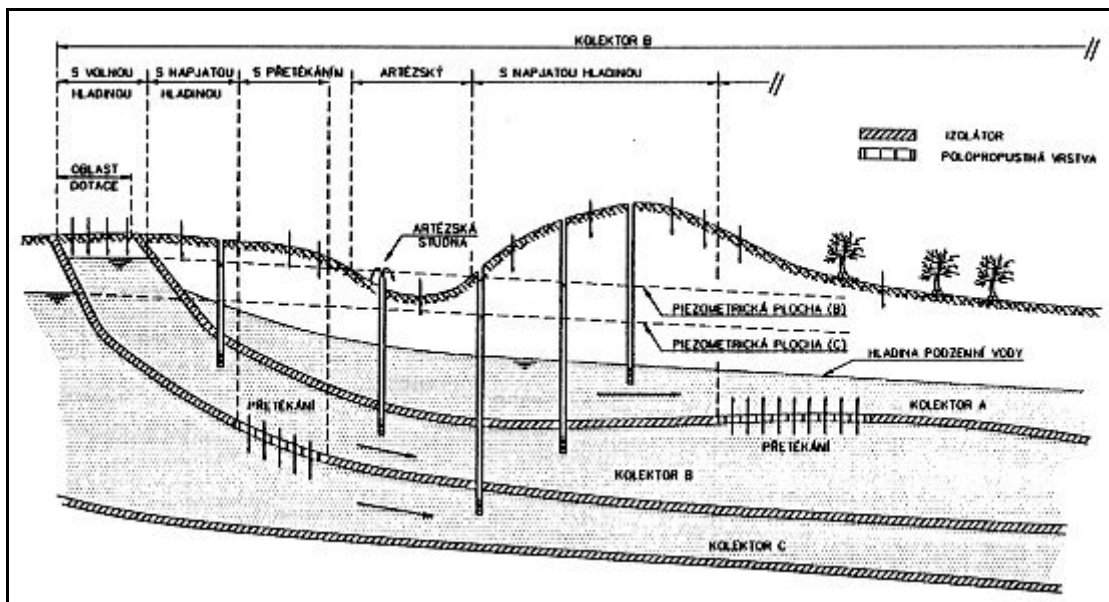 KOLEKTOR B
S VOLNOU
HLADINOU
S NAPJATOU
HLADINOU
S PŘETÉKÁNÍM
ARTÉZSKÝ
S NAPJATOU HLADINOU
IZOLÁTOR
POLOPROPUSTNÁ VRSTVA
OBLAST
DOTACE
ARTÉZSKÁ
STUDNA
PIEZOMETRICKÁ PLOCHA (B)
PIEZOMETRICKÁ PLOCHA (C)
HLADINA PODZEMNÍ VODY
PŘETÉKÁNÍ
KOLEKTOR A
PŘETÉKÁNÍ
KOLEKTOR B
KOLEKTOR C